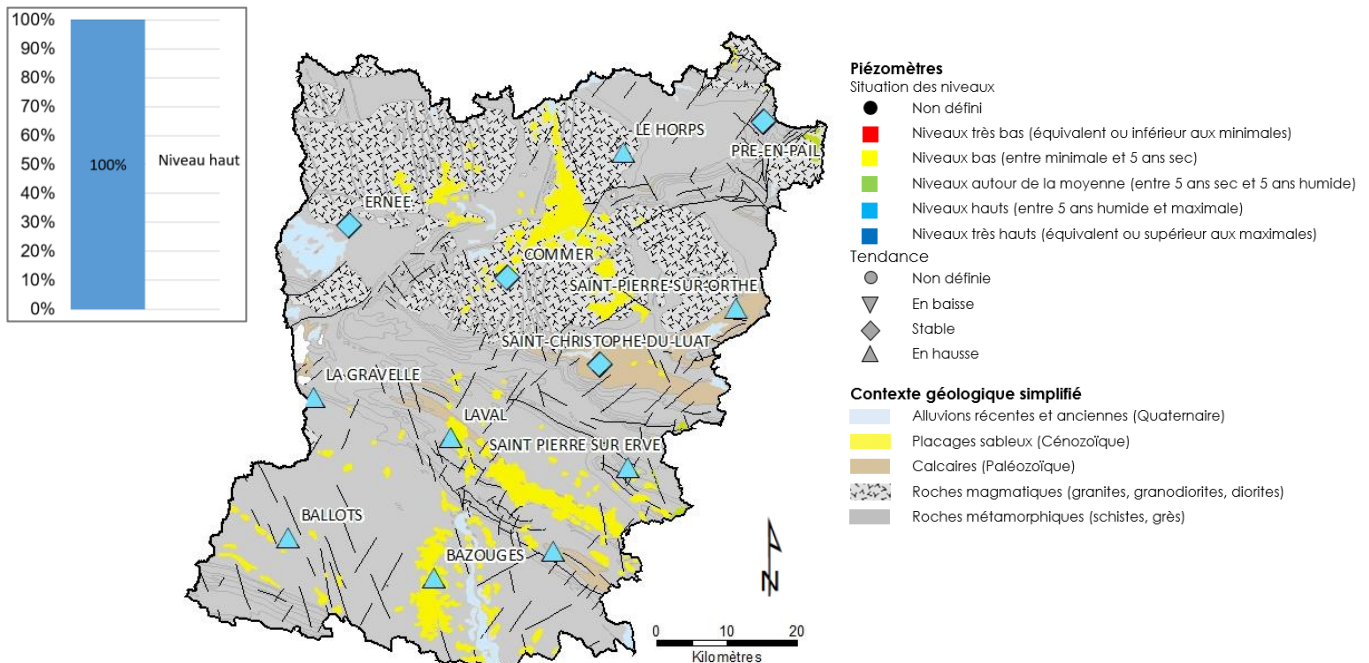 100%
90%
80%
70%
60%
50%
40%
30%
20%
10%
0%
100%
Niveau haut
LE HORPS
PRE-EN-PAIL
ERNEE
COMMER
SAINT-PIERRE-SUR-ORTHE
SAINT-CHRISTOPHE-DU-LUAT
LA GRAVELLE
LAVAL
SAINT PIERRE SUR ERVE
BALLOTS
BAZOUGES
N
0 10 20
Kilomètres
Piézomètres
Situation des niveaux
Non défini
Niveaux très bas (équivalent ou inférieur aux minimales)
Niveaux bas (entre minimale et 5 ans sec)
Niveaux autour de la moyenne (entre 5 ans sec et 5 ans humide)
Niveaux hauts (entre 5 ans humide et maximale)
Niveaux très hauts (équivalent ou supérieur aux maximales)
Tendance
Non définie
En baisse
Stable
En hausse
Contexte géologique simplifié
Alluvions récentes et anciennes (Quaternaire)
Placages sableux (Cénozoïque)
Calcaires (Paléozoïque)
Roches magmatiques (granites, granodiorites, diorites)
Roches métamorphiques (schistes, grès)